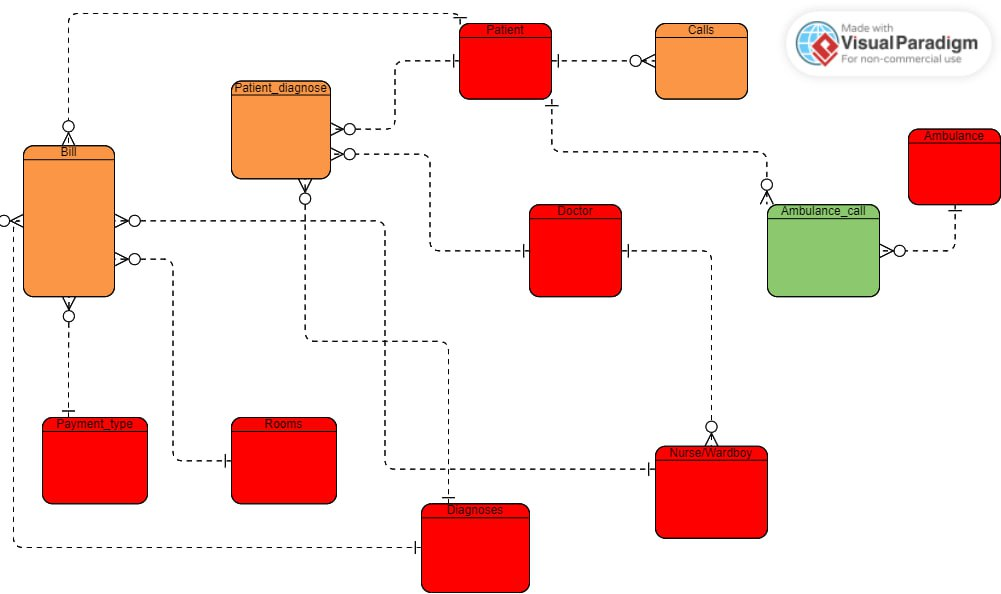 Patient
Calls
Made with
Visual Paradigm
For non-commercial use
Patient_diagnose
Ambulance
Bill
Doctor
Ambulance_call
Payment_type
Rooms
Nurse/Wardboy
Diagnoses